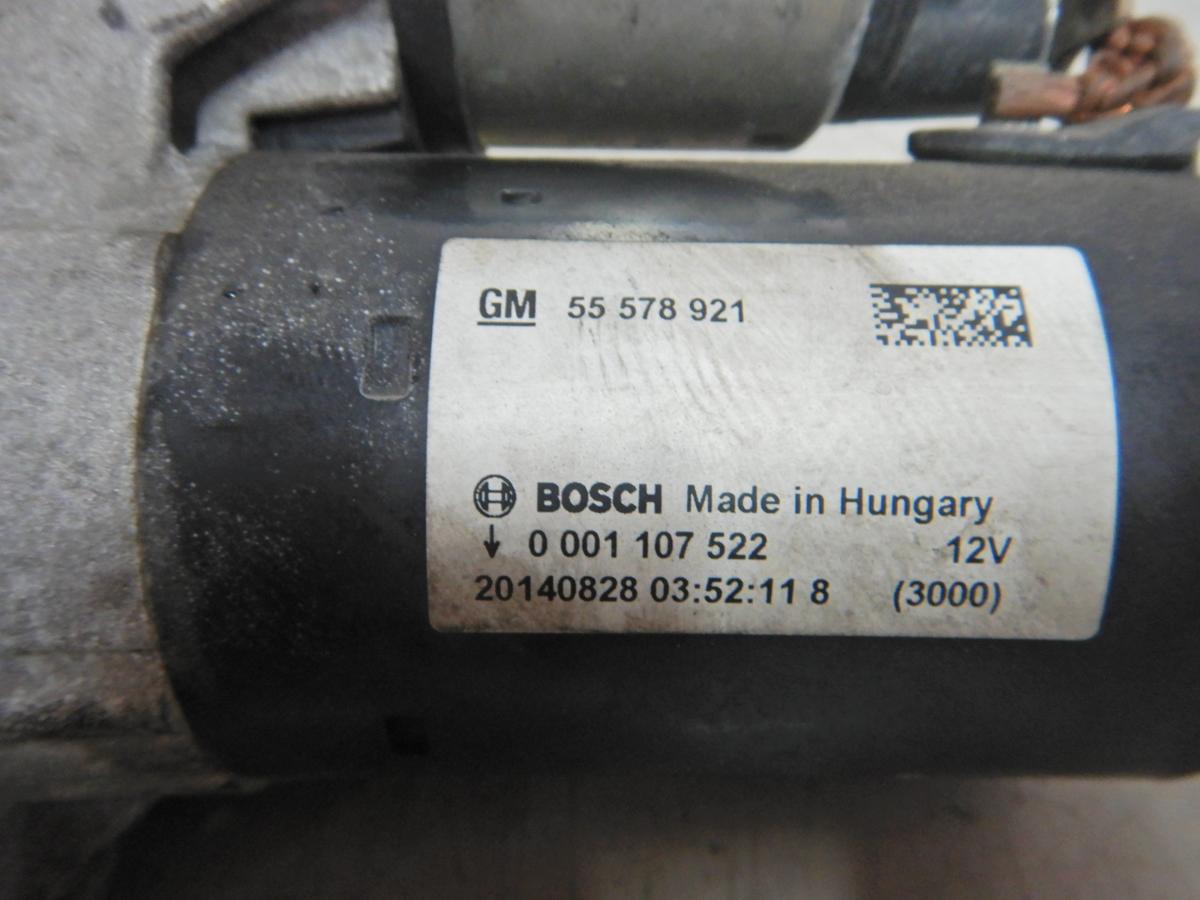 GM 55 578 921
BOSCH Made in Hungary
0 001 107 522 12V
20140828 03:52:11 8 (3000)